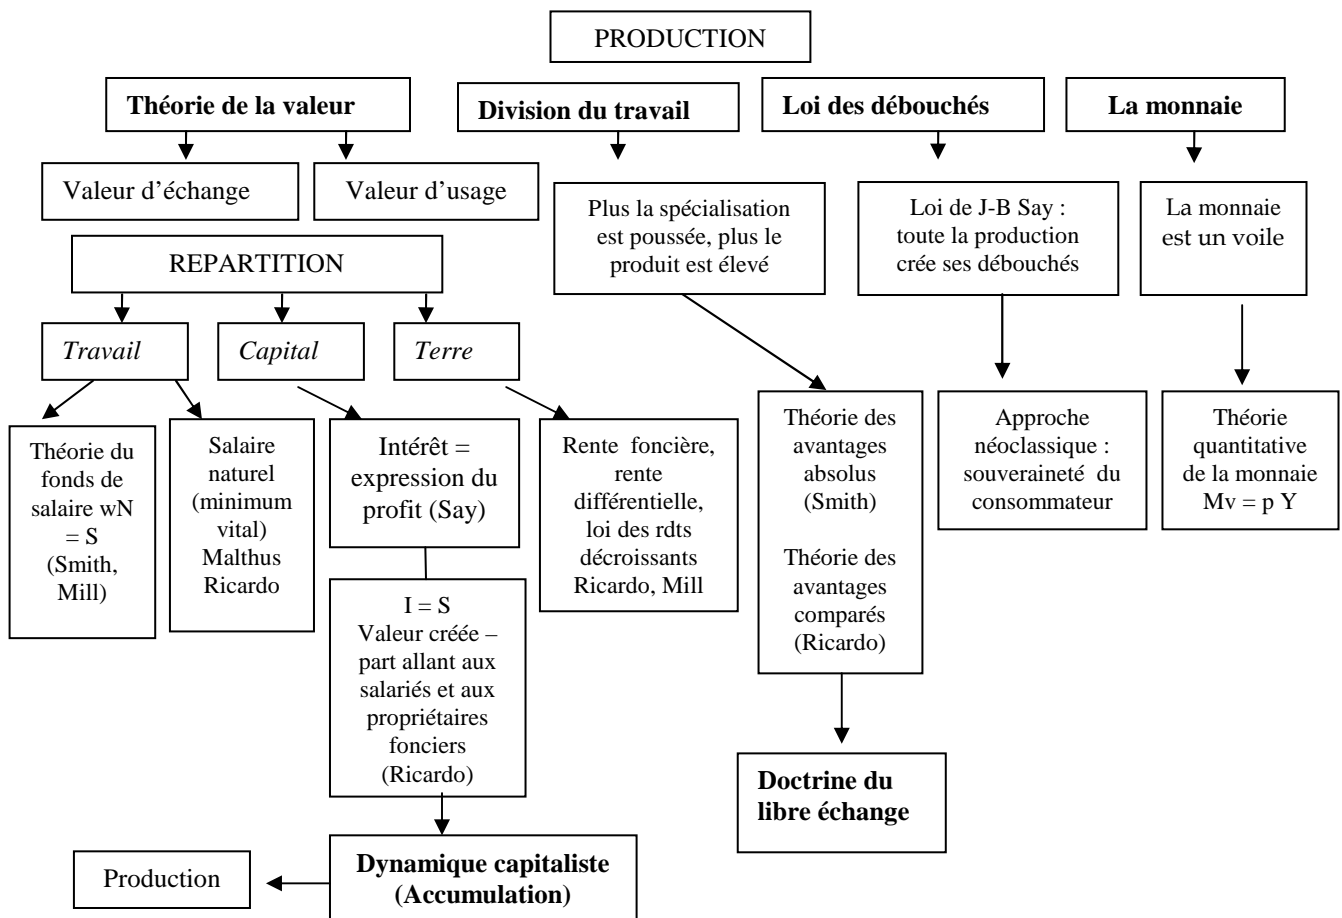 PRODUCTION
Théorie de la valeur
Division du travail
Loi des débouchés
La monnaie
Valeur d’échange
Valeur d’usage
Plus la spécialisation
est poussée, plus le
produit est élevé
Loi de J-B Say :
toute la production
crée ses débouchés
La monnaie
est un voile
REPARTITION
Travail
Capital
Terre
Théorie du
fonds de
salaire wN
= S
(Smith,
Mill)
Salaire
naturel
(minimum
vital)
Malthus
Ricardo
Intérêt =
expression du
profit (Say)
Rente foncière,
rente
différentielle,
loi des rdts
décroissants
Ricardo, Mill
Théorie des
avantages
absolus
(Smith)
Théorie des
avantages
comparés
(Ricardo)
Approche
néoclassique :
souveraineté du
consommateur
Théorie
quantitative
de la monnaie
Mv = p Y
I = S
Valeur créée –
part allant aux
salariés et aux
propriétaires
fonciers
(Ricardo)
Doctrine du
libre échange
Production
Dynamique capitaliste
(Accumulation)